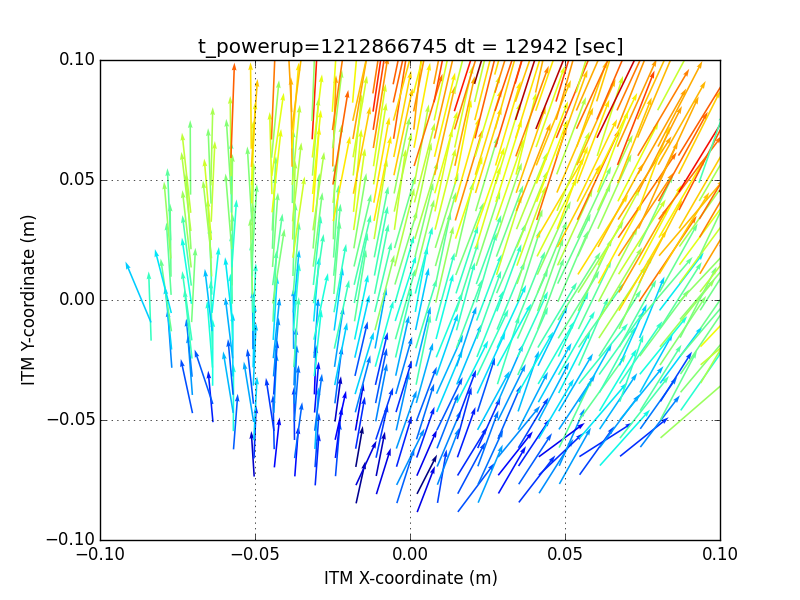 t_powerup=1212866745 dt = 12942 [sec]
0.10
0.05
0.00
−0.05
−0.10
ITM Y-coordinate (m)
−0.10 −0.05 0.00 0.05 0.10
ITM X-coordinate (m)